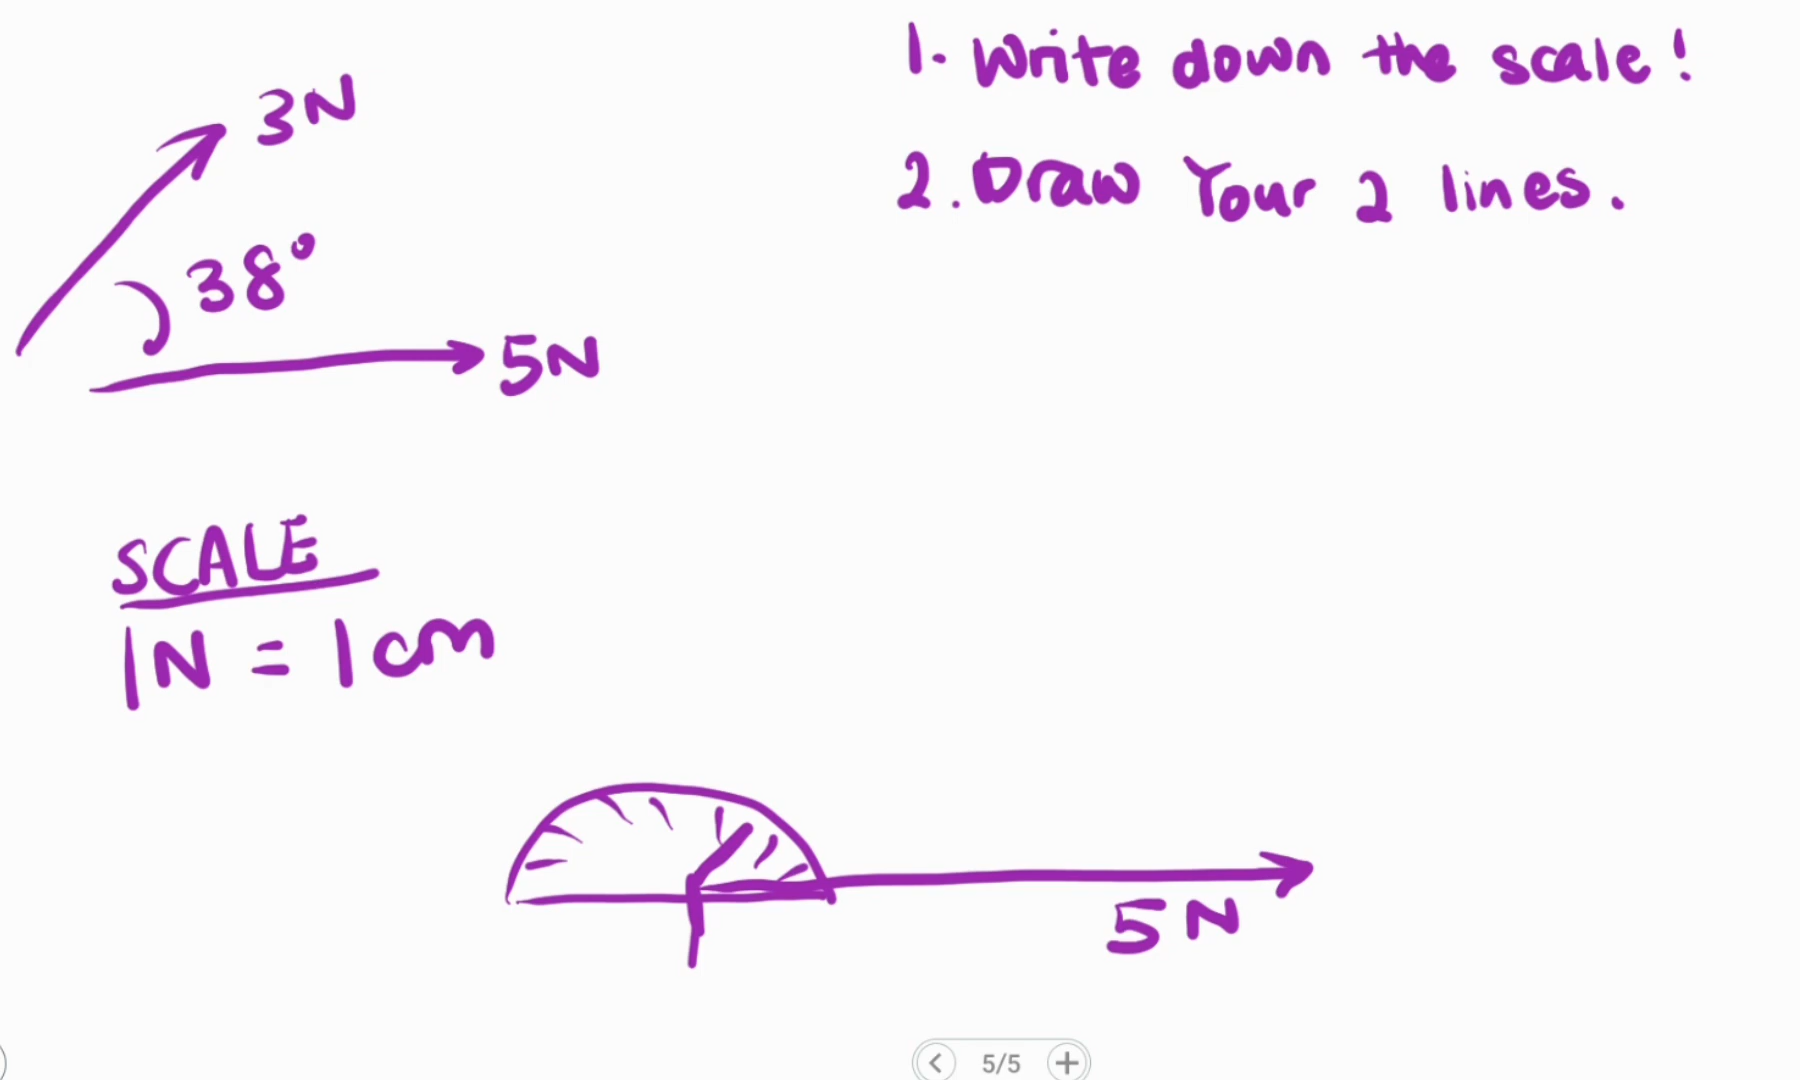 3N
38°
5N
1. Write down the scale!
2. Draw Your 2 lines.
SCALE
1N = 1cm
5N
5/5